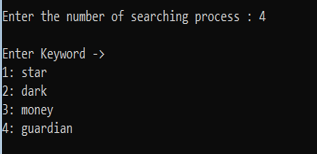 Enter the number of searching process : 4
Enter Keyword ->
1: star
2: dark
3: money
4: guardian